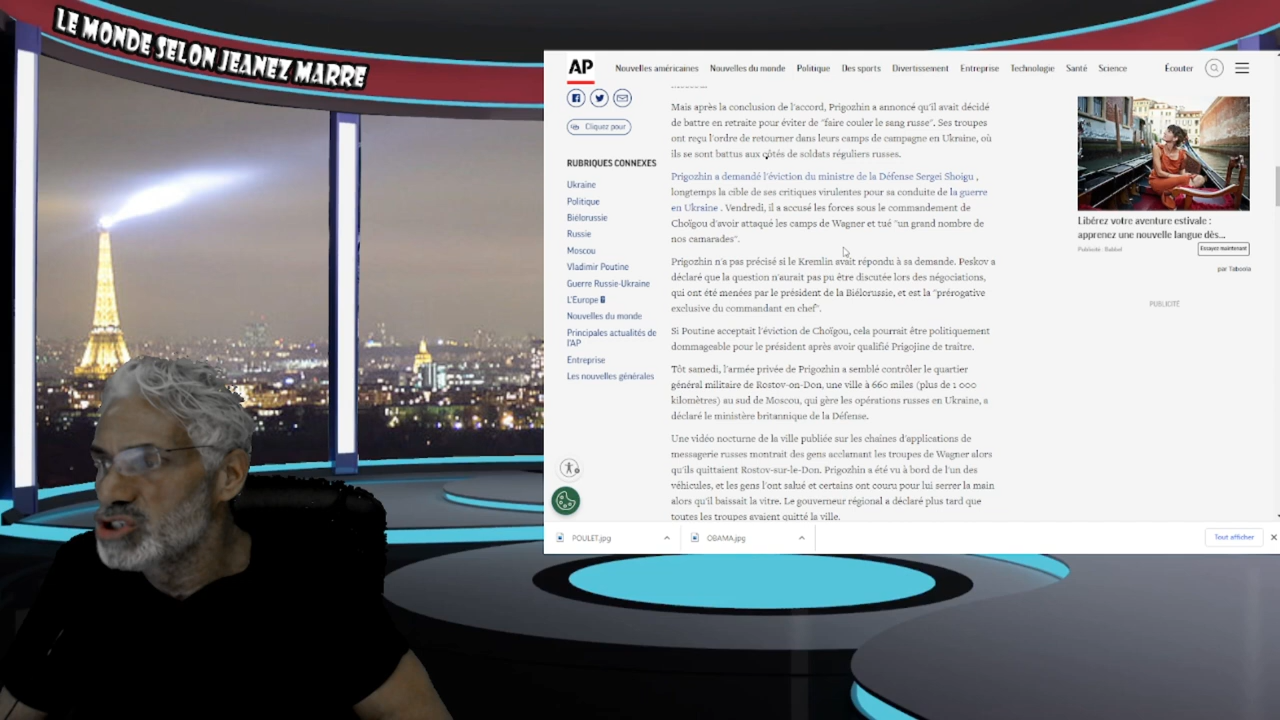 LE MONDE SELON JEANEZ MARRE
AP
Nouvelles américaines Nouvelles du monde Politique Des sports Divertissement Entreprise Technologie Santé Science Écouter
Cliquez pour
RUBRIQUES CONNEXES
Ukraine
Politique
Biélorussie
Russie
Moscou
Vladimir Poutine
Guerre Russie-Ukraine
L'Europe
Nouvelles du monde
Principales actualités de
l'AP
Entreprise
Les nouvelles générales
Mais après la conclusion de l'accord, Prigozhin a annoncé qu'il avait décidé
de battre en retraite pour éviter de "faire couler le sang russe". Ses troupes
ont reçu l'ordre de retourner dans leurs camps de campagne en Ukraine, où
ils se sont battus aux côtés de soldats réguliers russes.
Prigozhin a demandé l'éviction du ministre de la Défense Sergei Shoigu ,
longtemps la cible de ses critiques virulentes pour sa conduite de la guerre
en Ukraine . Vendredi, il a accusé les forces sous le commandement de
Choïgou d'avoir attaqué les camps de Wagner et tué "un grand nombre de
nos camarades".
Prigozhin n'a pas précisé si le Kremlin avait répondu à sa demande. Peskov a
déclaré que la question n'aurait pas pu être discutée lors des négociations,
qui ont été menées par le président de la Biélorussie, et est la "prérogative
exclusive du commandant en chef".
Si Poutine acceptait l'éviction de Choïgou, cela pourrait être politiquement
dommageable pour le président après avoir qualifié Prigojine de traître.
Tôt samedi, l'armée privée de Prigozhin a semblé contrôler le quartier
général militaire de Rostov-on-Don, une ville à 660 miles (plus de 1 000
kilomètres) au sud de Moscou, qui gère les opérations russes en Ukraine, a
déclaré le ministère britannique de la Défense.
Une vidéo nocturne de la ville publiée sur les chaînes d'applications de
messagerie russes montrait des gens acclamant les troupes de Wagner alors
qu'ils quittaient Rostov-sur-le-Don. Prigozhin a été vu à bord de l'un des
véhicules, et les gens l'ont salué et certains ont couru pour lui serrer la main
alors qu'il baissait la vitre. Le gouverneur régional a déclaré plus tard que
toutes les troupes avaient quitté la ville.
Libérez votre aventure estivale :
apprenez une nouvelle langue dès...
Publicité · Babbel
Essayez maintenant
par Taboola
PUBLICITÉ
POULET.jpg
OBAMA.jpg
Tout afficher